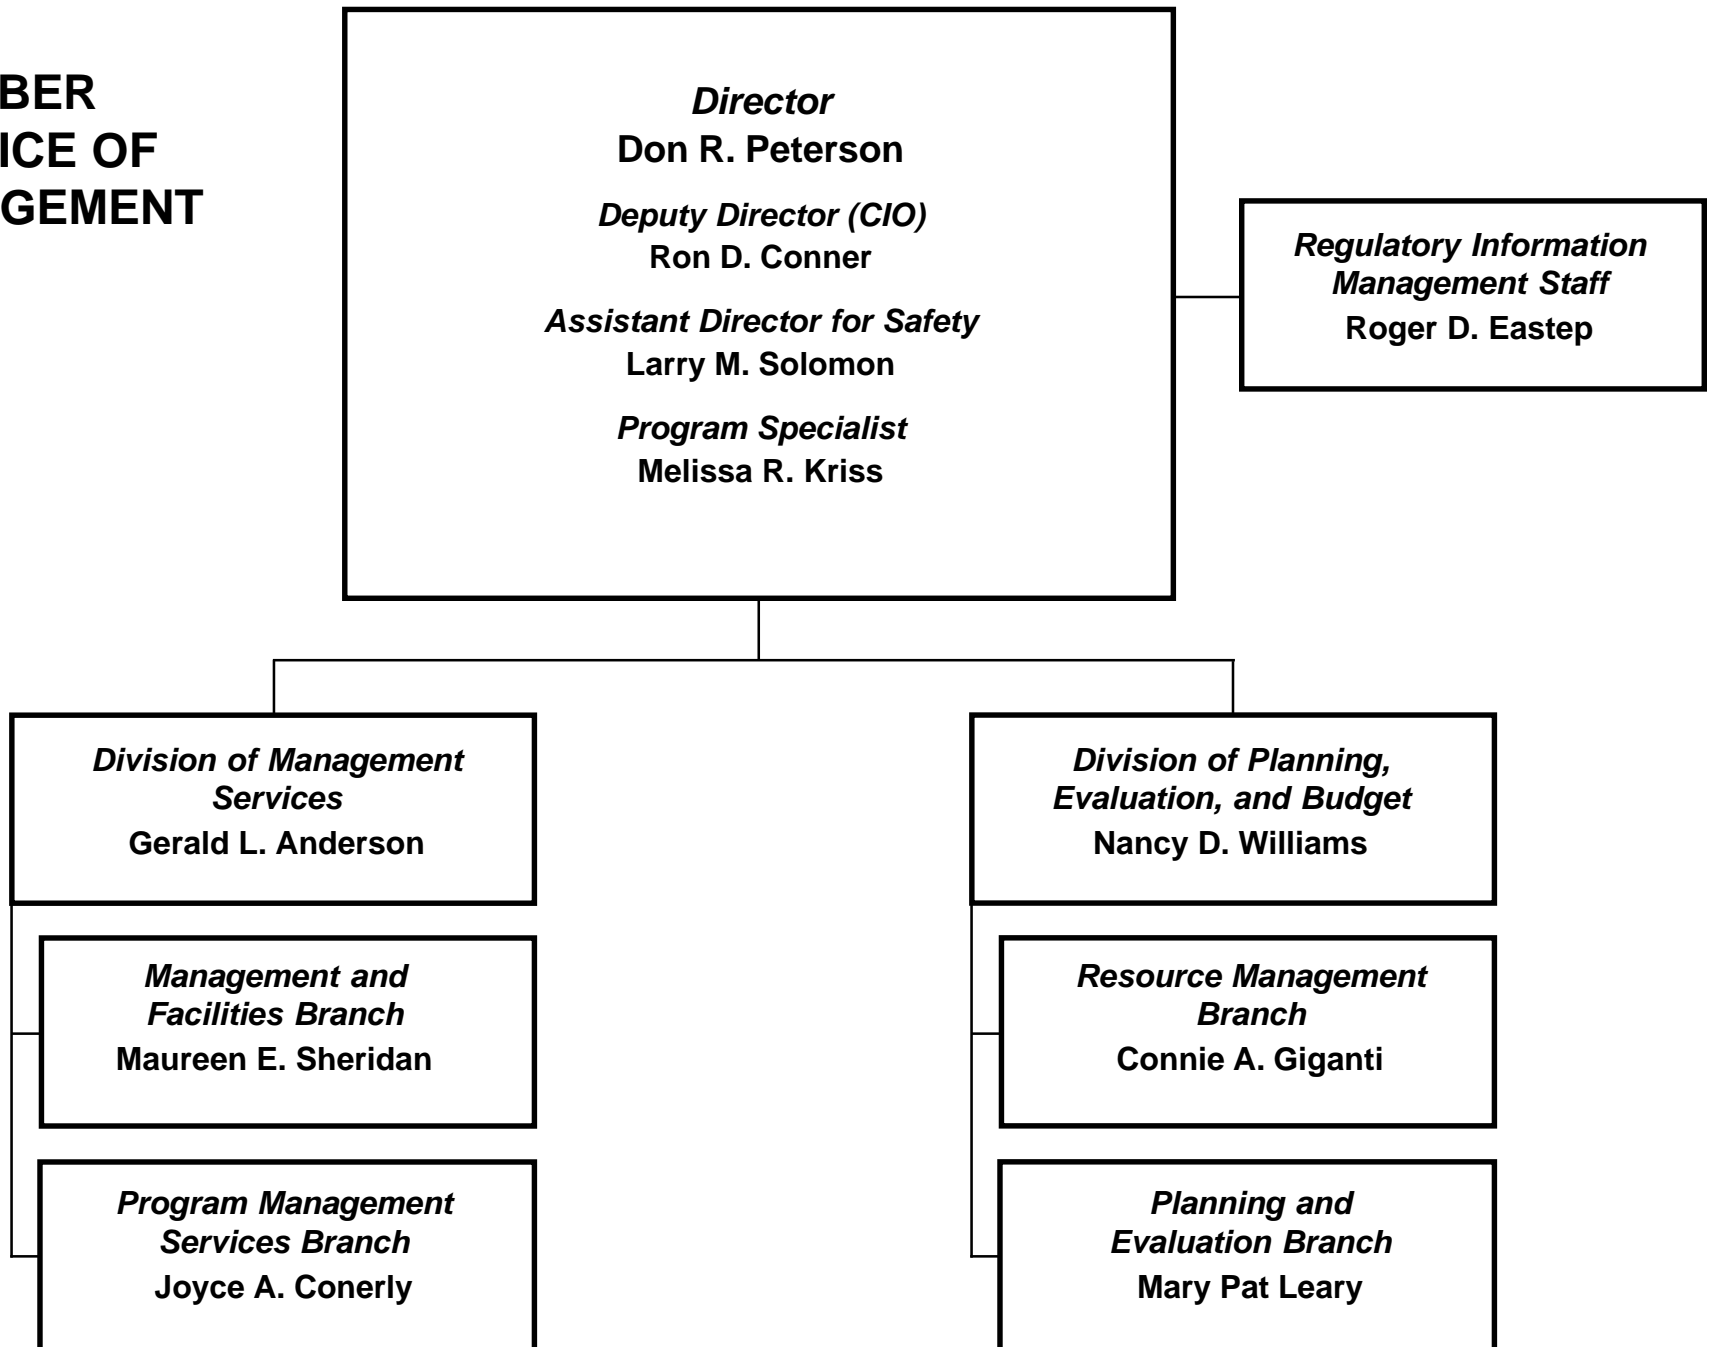 BER
ICE OF
GEMENT
Director
Don R. Peterson
Deputy Director (CIO)
Ron D. Conner
Assistant Director for Safety
Larry M. Solomon
Program Specialist
Melissa R. Kriss
Regulatory Information
Management Staff
Roger D. Eastep
Division of Management
Services
Gerald L. Anderson
Division of Planning,
Evaluation, and Budget
Nancy D. Williams
Management and
Facilities Branch
Maureen E. Sheridan
Resource Management
Branch
Connie A. Giganti
Program Management
Services Branch
Joyce A. Conerly
Planning and
Evaluation Branch
Mary Pat Leary